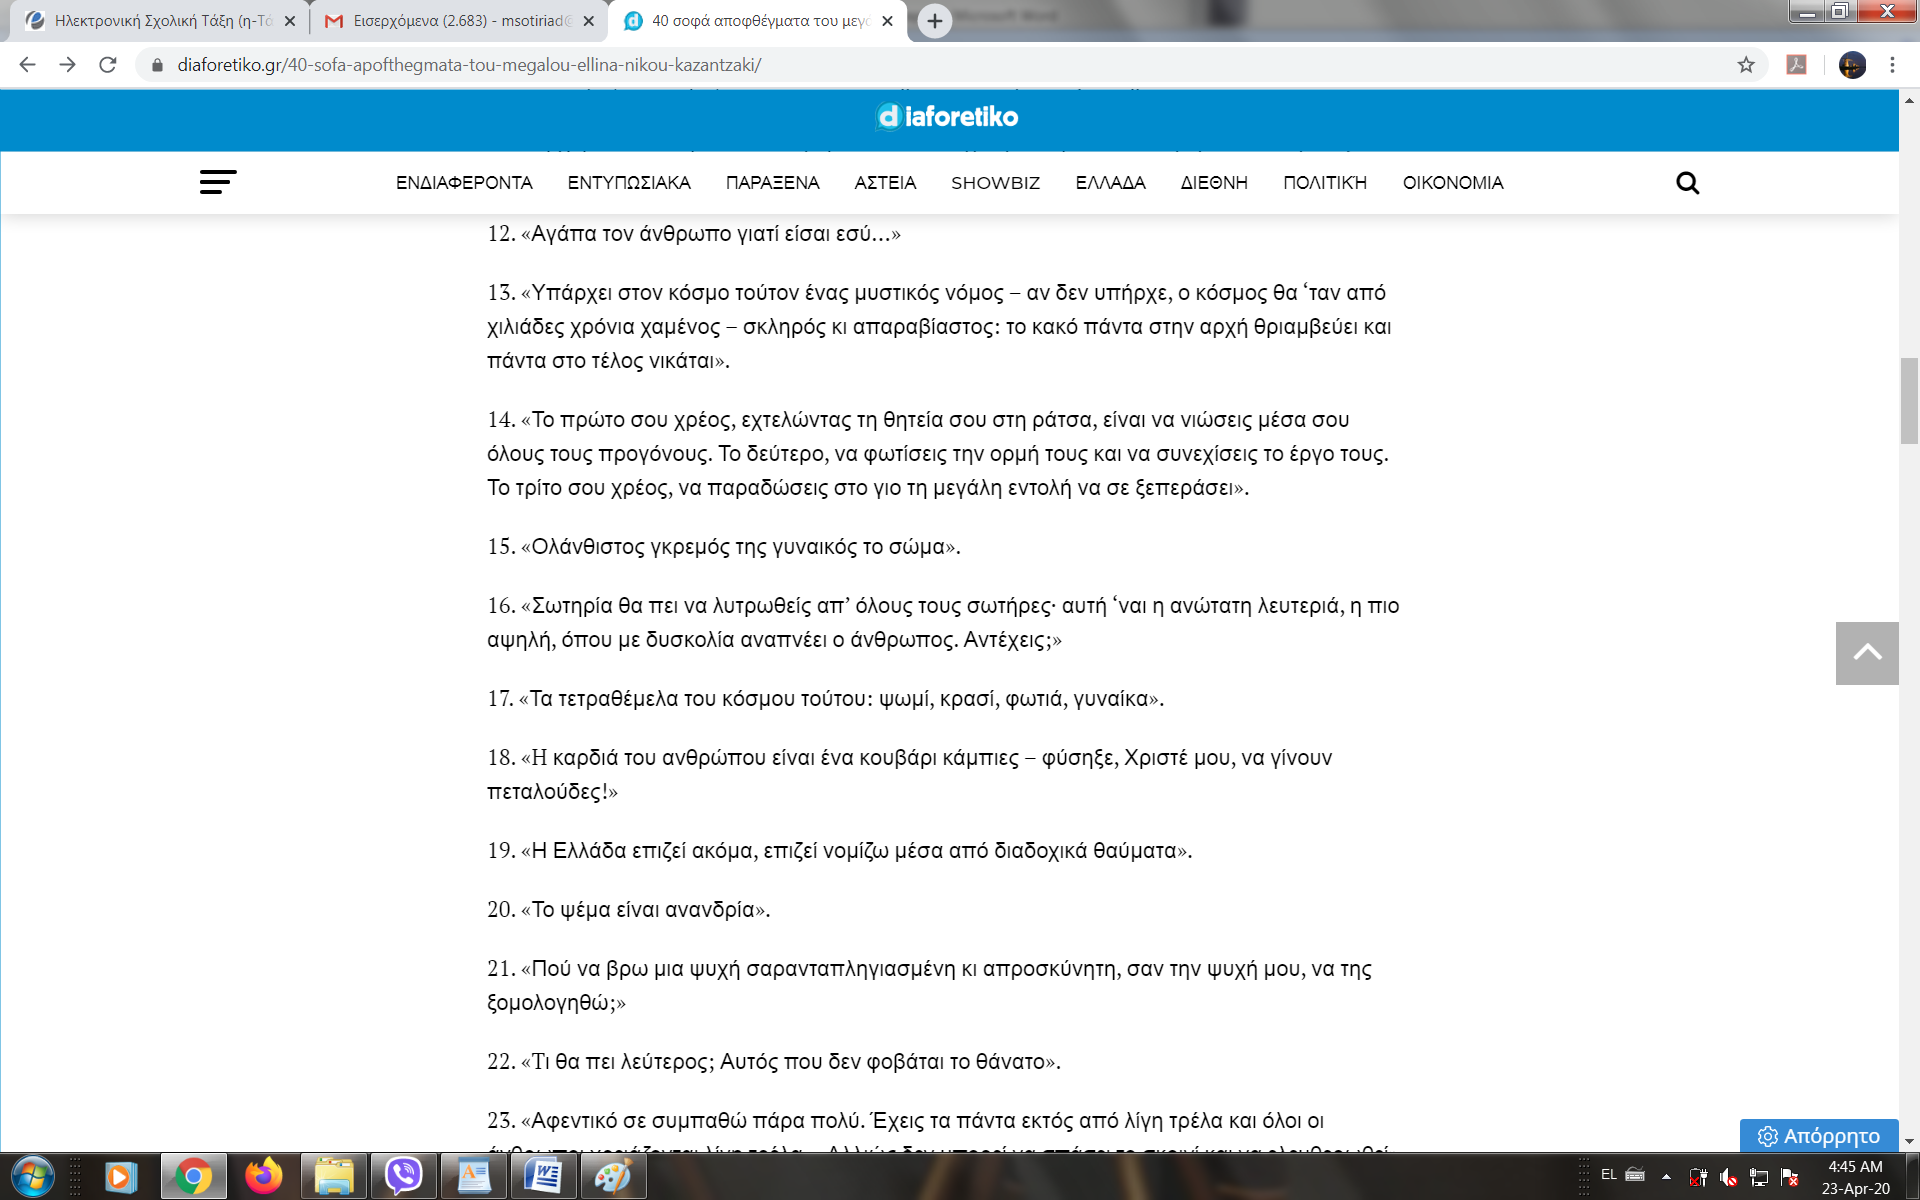 Ηλεκτρονική Σχολική Τάξη (η-Τά
Εισερχόμενα (2.683) - msotiriad@
40 σοφά αποφθέγματα του μεγά
Microsoft Word
diaforetiko.gr/40-sofa-apofthegmata-tou-megalou-ellina-nikou-kazantzaki/
diaforetiko
ΕΝΔΙΑΦΕΡΟΝΤΑ ΕΝΤΥΠΩΣΙΑΚΑ ΠΑΡΑΞΕΝΑ ΑΣΤΕΙΑ SHOWBIZ ΕΛΛΑΔΑ ΔΙΕΘΝΗ ΠΟΛΙΤΙΚΉ ΟΙΚΟΝΟΜΙΑ
12. «Αγάπα τον άνθρωπο γιατί είσαι εσύ…»
13. «Υπάρχει στον κόσμο τούτον ένας μυστικός νόμος – αν δεν υπήρχε, ο κόσμος θα ‘ταν από
χιλιάδες χρόνια χαμένος – σκληρός κι απαραβίαστος: το κακό πάντα στην αρχή θριαμβεύει και
πάντα στο τέλος νικάται».
14. «Το πρώτο σου χρέος, εχτελώντας τη θητεία σου στη ράτσα, είναι να νιώσεις μέσα σου
όλους τους προγόνους. Το δεύτερο, να φωτίσεις την ορμή τους και να συνεχίσεις το έργο τους.
Το τρίτο σου χρέος, να παραδώσεις στο γιο τη μεγάλη εντολή να σε ξεπεράσει».
15. «Ολάνθιστος γκρεμός της γυναικός το σώμα».
16. «Σωτηρία θα πει να λυτρωθείς απ’ όλους τους σωτήρες· αυτή ‘ναι η ανώτατη λευτεριά, η πιο
αψηλή, όπου με δυσκολία αναπνέει ο άνθρωπος. Αντέχεις;»
17. «Τα τετραθέμελα του κόσμου τούτου: ψωμί, κρασί, φωτιά, γυναίκα».
18. «Η καρδιά του ανθρώπου είναι ένα κουβάρι κάμπιες – φύσηξε, Χριστέ μου, να γίνουν
πεταλούδες!»
19. «Η Ελλάδα επιζεί ακόμα, επιζεί νομίζω μέσα από διαδοχικά θαύματα».
20. «Το ψέμα είναι ανανδρία».
21. «Πού να βρω μια ψυχή σαρανταπληγιασμένη κι απροσκύνητη, σαν την ψυχή μου, να της
ξομολογηθώ;»
22. «Τι θα πει λεύτερος; Αυτός που δεν φοβάται το θάνατο».
23. «Αφεντικό σε συμπαθώ πάρα πολύ. Έχεις τα πάντα εκτός από λίγη τρέλα και όλοι οι
Απόρρητο
EL
4:45 AM
23-Apr-20